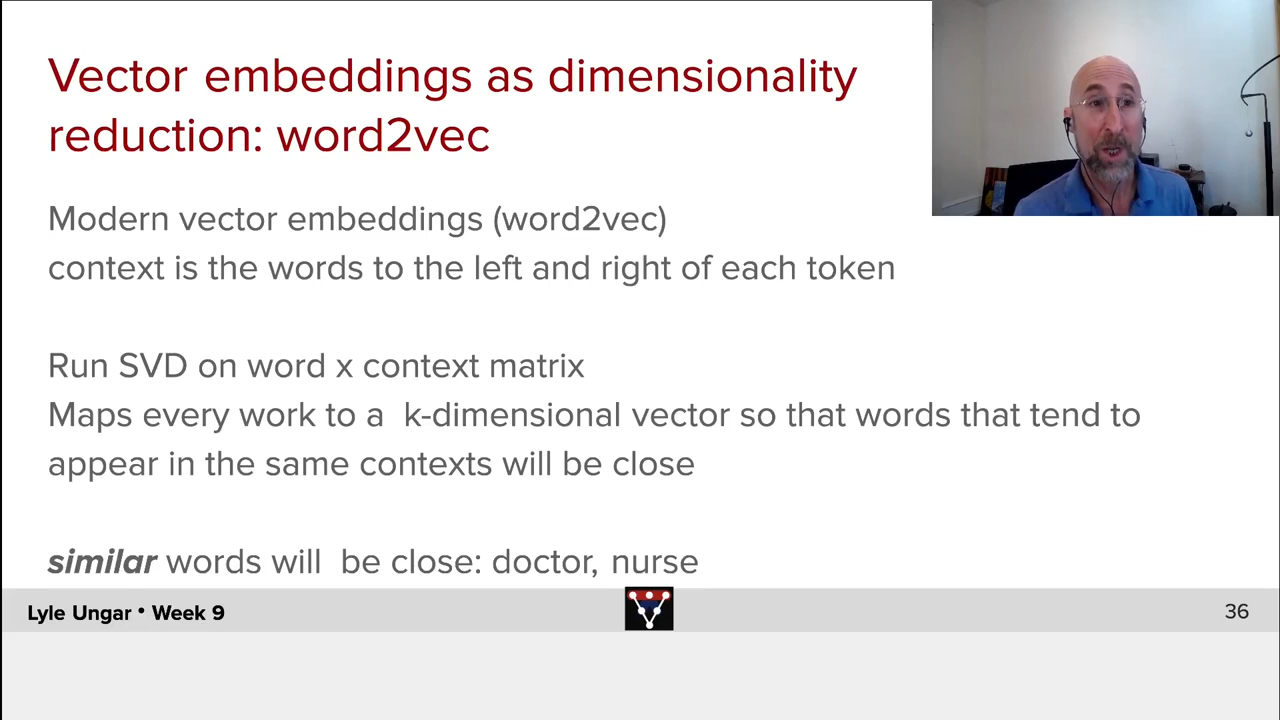 Vector embeddings as dimensionality
reduction: word2vec
Modern vector embeddings (word2vec)
context is the words to the left and right of each token
Run SVD on word x context matrix
Maps every work to a k-dimensional vector so that words that tend to
appear in the same contexts will be close
similar words will be close: doctor, nurse
Lyle Ungar • Week 9
36